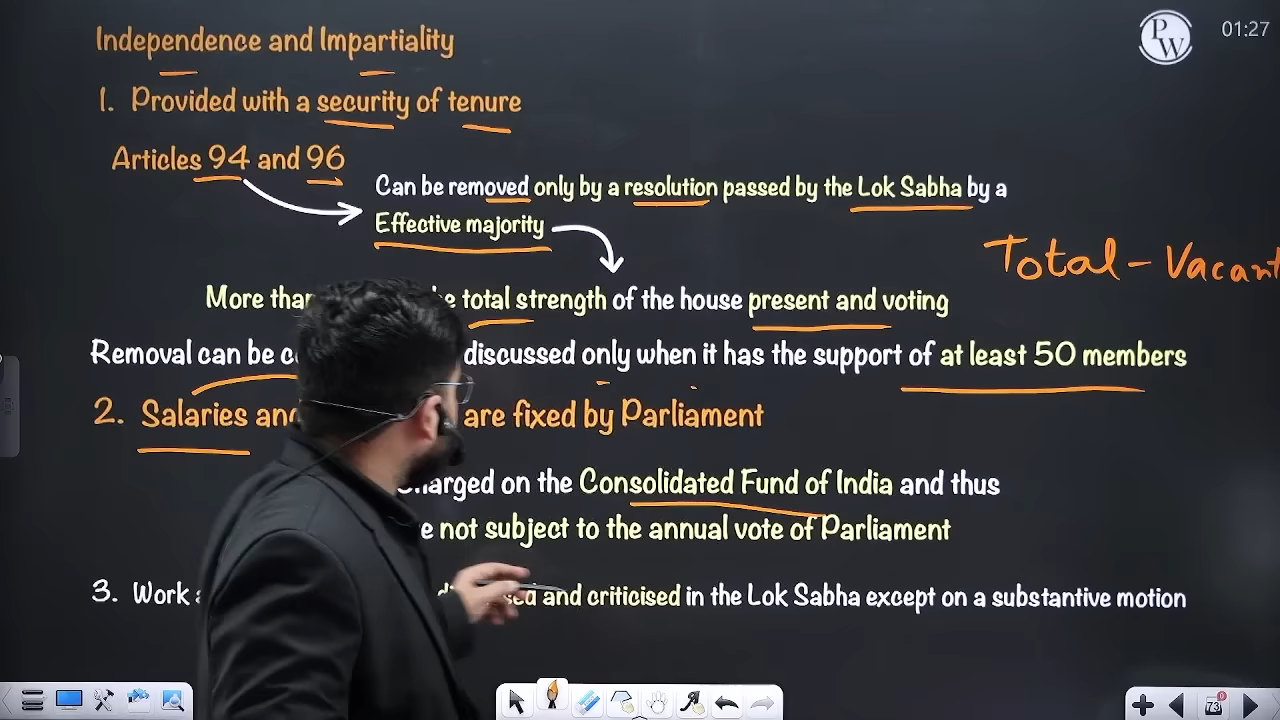 Independence and Impartiality
PW
01:27
1. Provided with a security of tenure
Articles 94 and 96
Can be removed only by a resolution passed by the Lok Sabha by a
Effective majority
Total - Vacant
More than total strength of the house present and voting
Removal can be discussed only when it has the support of at least 50 members
2. Salaries are fixed by Parliament
on the Consolidated Fund of India and thus
not subject to the annual vote of Parliament
3. Work and criticised in the Lok Sabha except on a substantive motion
73